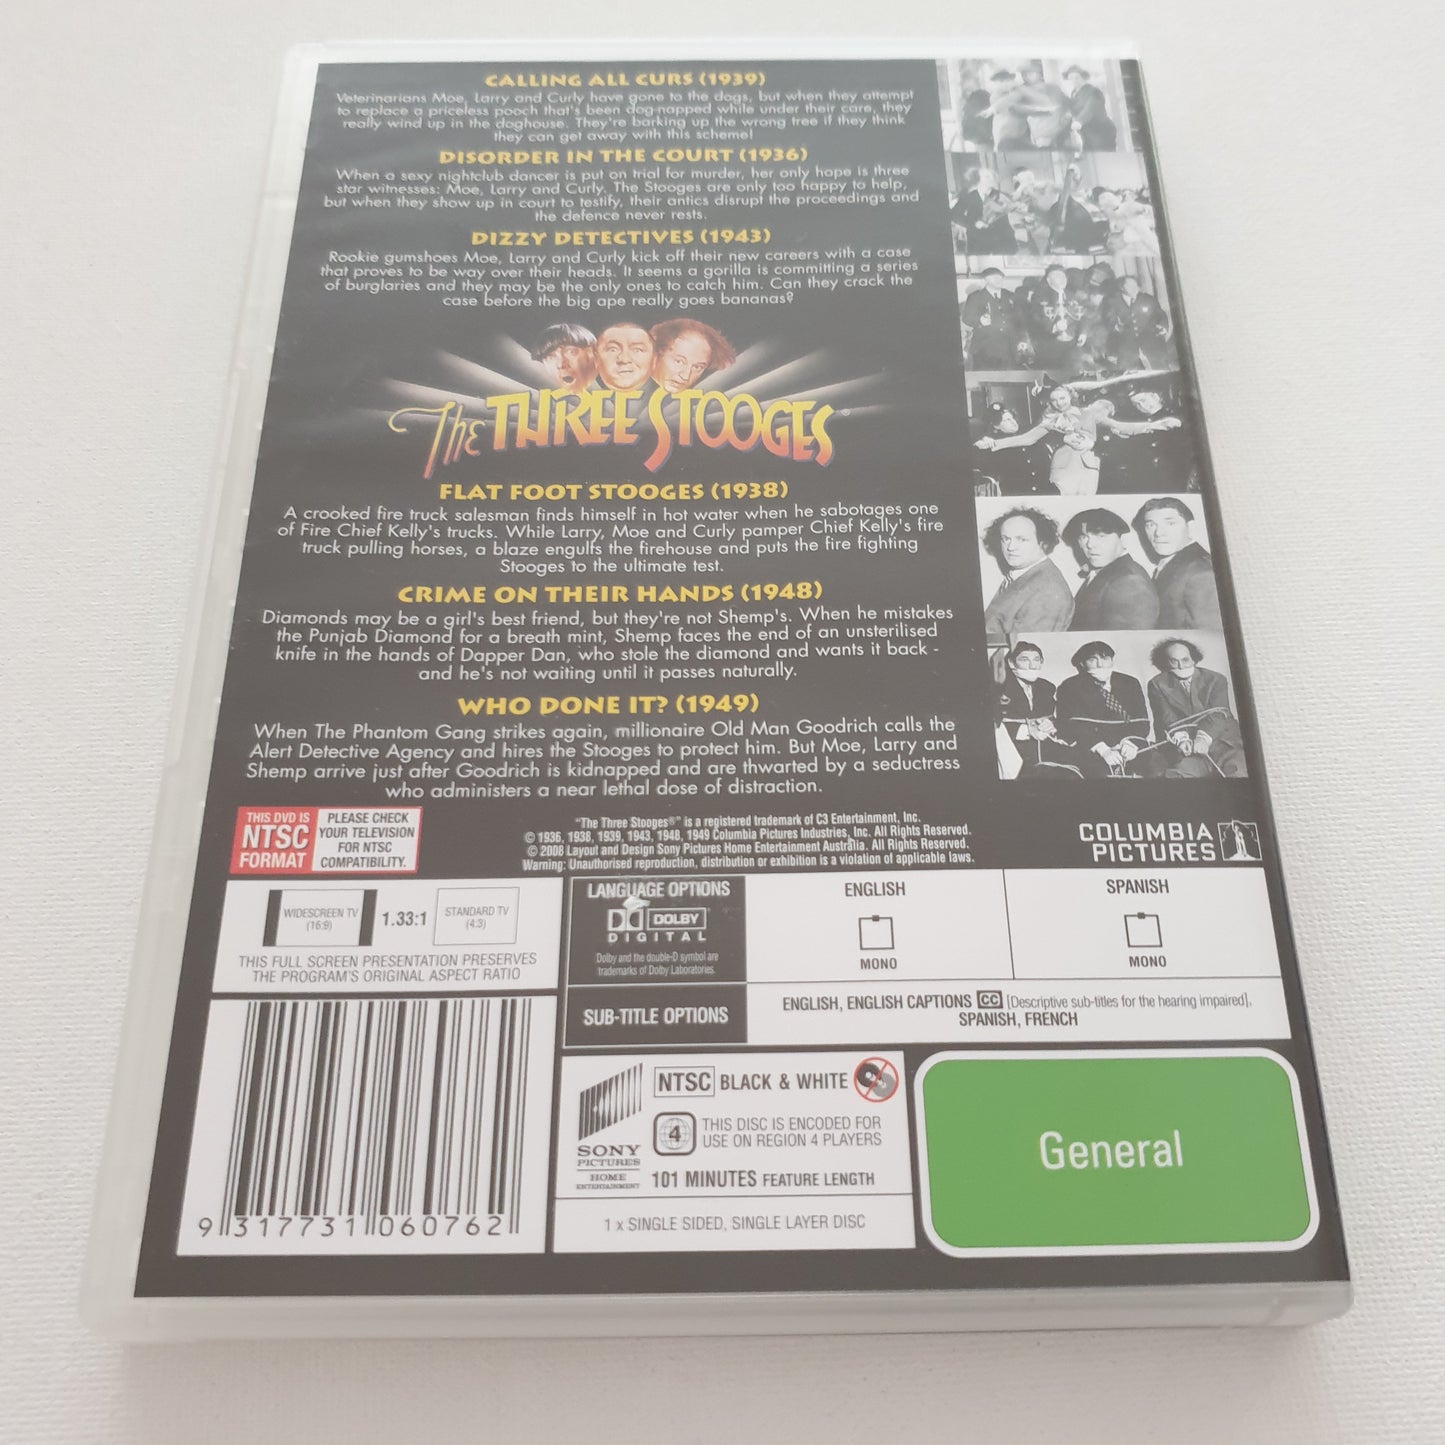 CALLING ALL CURS (1939)
Veterinarians Moe, Larry and Curly have gone to the dogs, but when they attempt
to replace a priceless pooch that's been dog-napped while under their care, they
really wind up in the doghouse. They're barking up the wrong tree if they think
they can get away with this scheme!
DISORDER IN THE COURT (1936)
When a sexy nightclub dancer is put on trial for murder, her only hope is three
star witnesses: Moe, Larry and Curly. The Stooges are only too happy to help,
but when they show up in court to testify, their antics disrupt the proceedings and
the defence never rests.
DIZZY DETECTIVES (1943)
Rookie gumshoes Moe, Larry and Curly kick off their new careers with a case
that proves to be way over their heads. It seems a gorilla is committing a series
of burglaries and they may be the only ones to catch him. Can they crack the
case before the big ape really goes bananas?
The THREE STOOGES®
FLAT FOOT STOOGES (1938)
A crooked fire truck salesman finds himself in hot water when he sabotages one
of Fire Chief Kelly's trucks. While Larry, Moe and Curly pamper Chief Kelly's fire
truck pulling horses, a blaze engulfs the firehouse and puts the fire fighting
Stooges to the ultimate test.
CRIME ON THEIR HANDS (1948)
Diamonds may be a girl's best friend, but they're not Shemp's. When he mistakes
the Punjab Diamond for a breath mint, Shemp faces the end of an unsterilised
knife in the hands of Dapper Dan, who stole the diamond and wants it back -
and he's not waiting until it passes naturally.
WHO DONE IT? (1949)
When The Phantom Gang strikes again, millionaire Old Man Goodrich calls the
Alert Detective Agency and hires the Stooges to protect him. But Moe, Larry and
Shemp arrive just after Goodrich is kidnapped and are thwarted by a seductress
who administers a near lethal dose of distraction.
THIS DVD IS
NTSC
FORMAT
PLEASE CHECK
YOUR TELEVISION
FOR NTSC
COMPATIBILITY.
"The Three Stooges®" is a registered trademark of C3 Entertainment, Inc.
© 1936, 1938, 1939, 1943, 1948, 1949 Columbia Pictures Industries, Inc. All Rights Reserved.
© 2008 Layout and Design Sony Pictures Home Entertainment Australia. All Rights Reserved.
Warning: Unauthorised reproduction, distribution or exhibition is a violation of applicable laws.
COLUMBIA
PICTURES
WIDESCREEN TV
(16:9)
1.33:1
STANDARD TV
(4:3)
THIS FULL SCREEN PRESENTATION PRESERVES
THE PROGRAM'S ORIGINAL ASPECT RATIO
LANGUAGE OPTIONS
DOLBY
DIGITAL
Dolby and the double-D symbol are
trademarks of Dolby Laboratories.
ENGLISH
MONO
SPANISH
MONO
SUB-TITLE OPTIONS
ENGLISH, ENGLISH CAPTIONS CC [Descriptive sub-titles for the hearing impaired],
SPANISH, FRENCH
9 317731 060762
SONY
PICTURES
HOME
ENTERTAINMENT
NTSC BLACK & WHITE
4 THIS DISC IS ENCODED FOR
USE ON REGION 4 PLAYERS
101 MINUTES FEATURE LENGTH
1 x SINGLE SIDED, SINGLE LAYER DISC
General